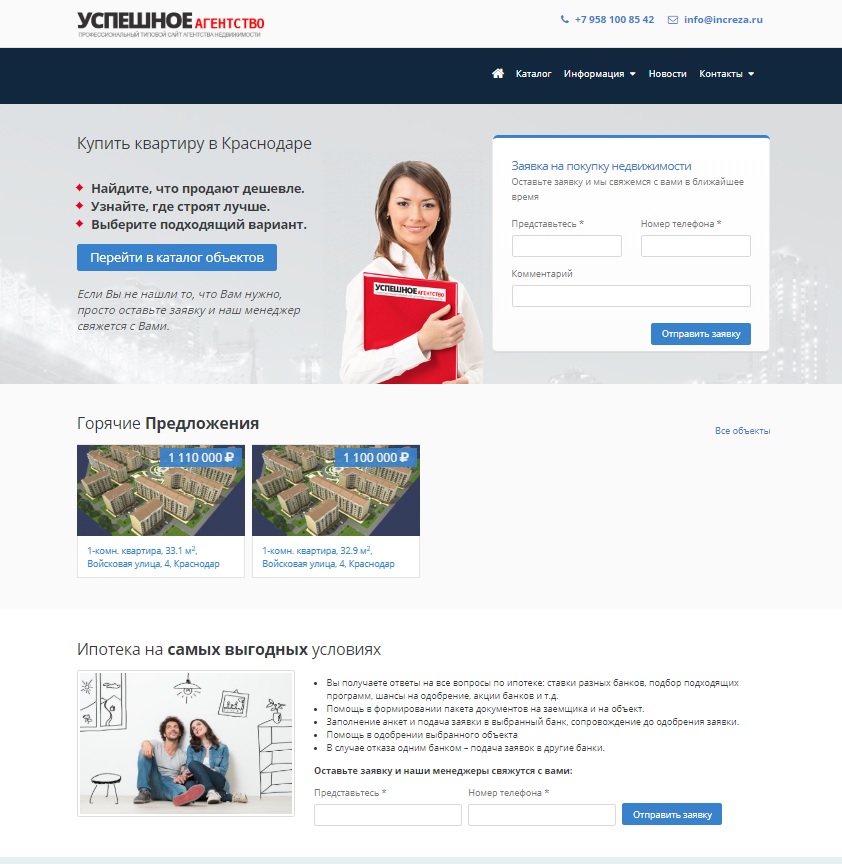 УСПЕШНОЕ АГЕНТСТВО
ПРОФЕССИОНАЛЬНЫЙ ТИПОВОЙ САЙТ АГЕНТСТВА НЕДВИЖИМОСТИ
+7 958 100 85 42 info@increza.ru
Каталог Информация Новости Контакты
Купить квартиру в Краснодаре
Найдите, что продают дешевле.
Узнайте, где строят лучше.
Выберите подходящий вариант.
Перейти в каталог объектов
Если Вы не нашли то, что Вам нужно,
просто оставьте заявку и наш менеджер
свяжется с Вами.
УСПЕШНОЕ АГЕНТСТВО
Заявка на покупку недвижимости
Оставьте заявку и мы свяжемся с вами в ближайшее
время
Представьтесь * Номер телефона *
Комментарий
Отправить заявку
Горячие Предложения
Все объекты
1 110 000 ₽ 1 100 000 ₽
1-комн. квартира, 33.1 м²,
Войсковая улица, 4, Краснодар
1-комн. квартира, 32.9 м²,
Войсковая улица, 4, Краснодар
Ипотека на самых выгодных условиях
• Вы получаете ответы на все вопросы по ипотеке: ставки разных банков, подбор подходящих
программ, шансы на одобрение, акции банков и т.д.
• Помощь в формировании пакета документов на заемщика и на объект.
• Заполнение анкет и подача заявки в выбранный банк, сопровождение до одобрения заявки.
• Помощь в одобрении выбранного объекта
• В случае отказа одним банком – подача заявок в другие банки.
Оставьте заявку и наши менеджеры свяжутся с вами:
Представьтесь * Номер телефона *
Отправить заявку